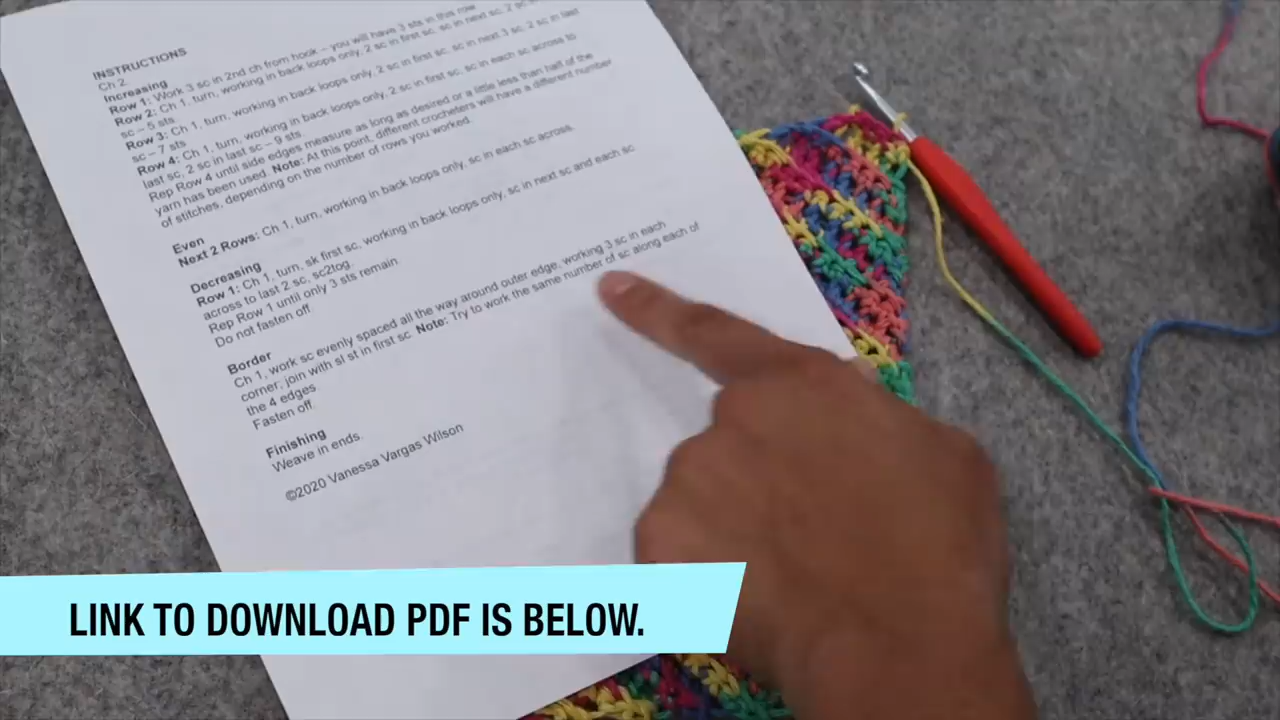 INSTRUCTIONS
Ch 2.
Increasing
Row 1: Work 3 sc in 2nd ch from hook – you will have 3 sts in this row.
Row 2: Ch 1, turn, working in back loops only, 2 sc in first sc, sc in next sc, 2 sc in last
sc – 5 sts.
Row 3: Ch 1, turn, working in back loops only, 2 sc in first sc, sc in next 3 sc, 2 sc in last
sc – 7 sts
Row 4: Ch 1, turn, working in back loops only, 2 sc in first sc, sc in each sc across to
last sc, 2 sc in last sc – 9 sts.
Rep Row 4 until side edges measure as long as desired or a little less than half of the
yarn has been used. Note: At this point, different crocheters will have a different number
of stitches, depending on the number of rows you worked.
Even
Next 2 Rows: Ch 1, turn, working in back loops only, sc in each sc across.
Decreasing
Row 1: Ch 1, turn, sk first sc, working in back loops only, sc in next sc and each sc
across to last 2 sc, sc2tog.
Rep Row 1 until only 3 sts remain.
Do not fasten off.
Border
Ch 1, work sc evenly spaced all the way around outer edge, working 3 sc in each
corner; join with sl st in first sc. Note: Try to work the same number of sc along each of
the 4 edges
Fasten off.
Finishing
Weave in ends.
©2020 Vanessa Vargas Wilson
LINK TO DOWNLOAD PDF IS BELOW.